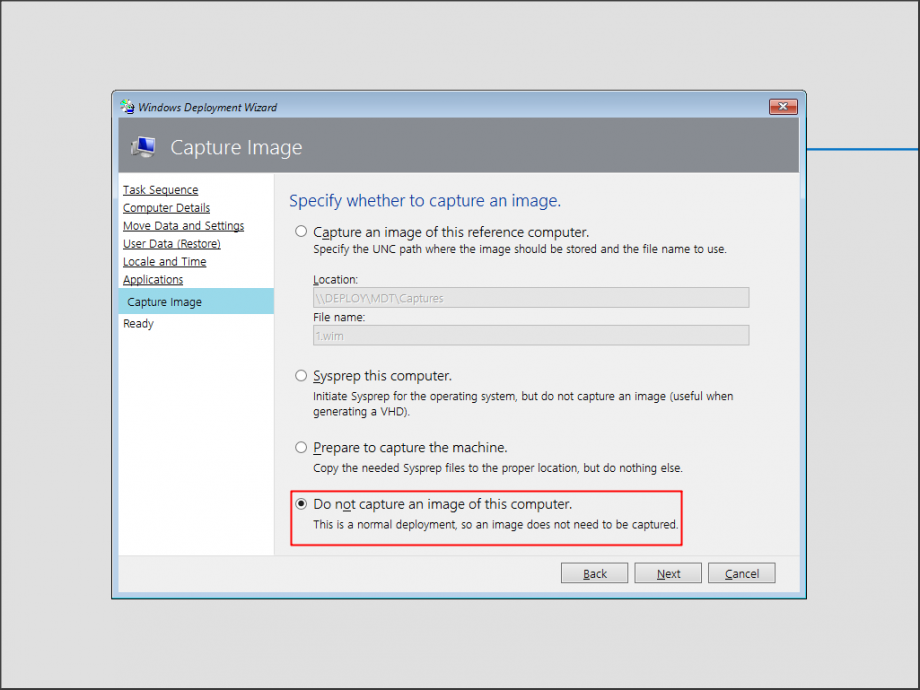 Windows Deployment Wizard
Capture Image
Task Sequence
Computer Details
Move Data and Settings
User Data (Restore)
Locale and Time
Applications
Capture Image
Ready
Specify whether to capture an image.
Capture an image of this reference computer.
Specify the UNC path where the image should be stored and the file name to use.
Location:
\\DEPLOY\MDT\Captures
File name:
1.wim
Sysprep this computer.
Initiate Sysprep for the operating system, but do not capture an image (useful when
generating a VHD).
Prepare to capture the machine.
Copy the needed Sysprep files to the proper location, but do nothing else.
Do not capture an image of this computer.
This is a normal deployment, so an image does not need to be captured.
Back Next Cancel